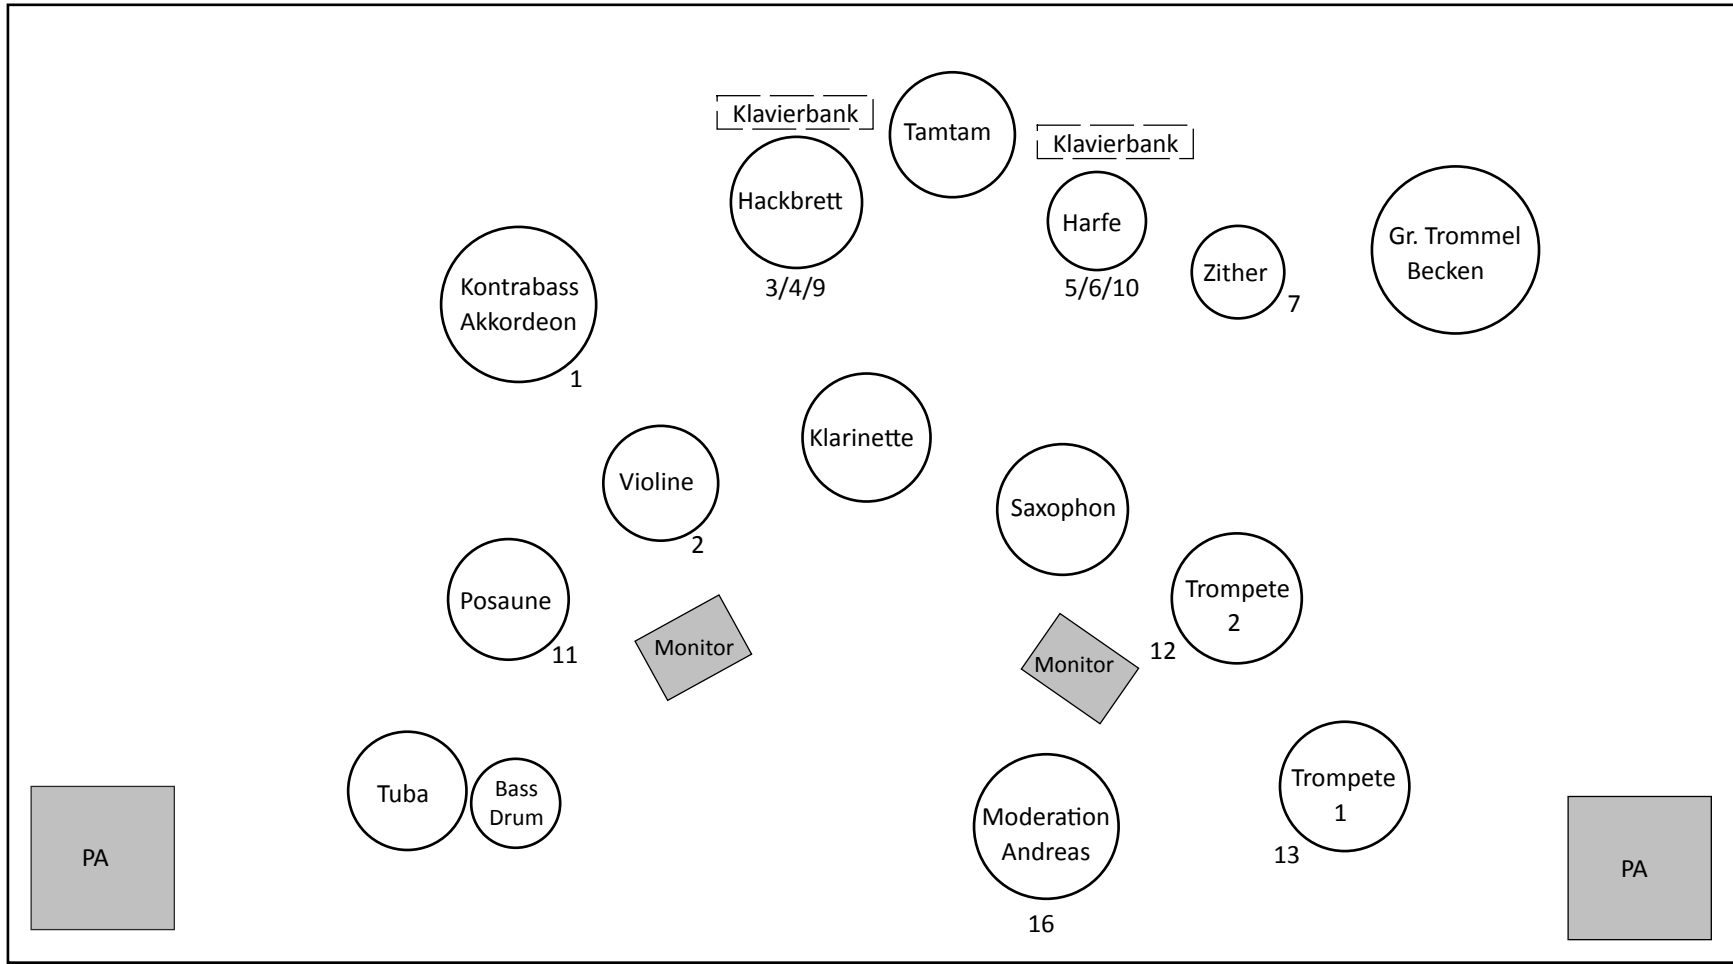 Klavierbank
Tamtam
Klavierbank
Hackbrett
3/4/9
Harfe
5/6/10
Zither
7
Gr. Trommel
Becken
Kontrabass
Akkordeon
1
Klarinette
Violine
2
Saxophon
Posaune
11
Trompete
2
12
Monitor
Monitor
Tuba
Bass
Drum
Moderation
Andreas
16
Trompete
1
13
PA
PA